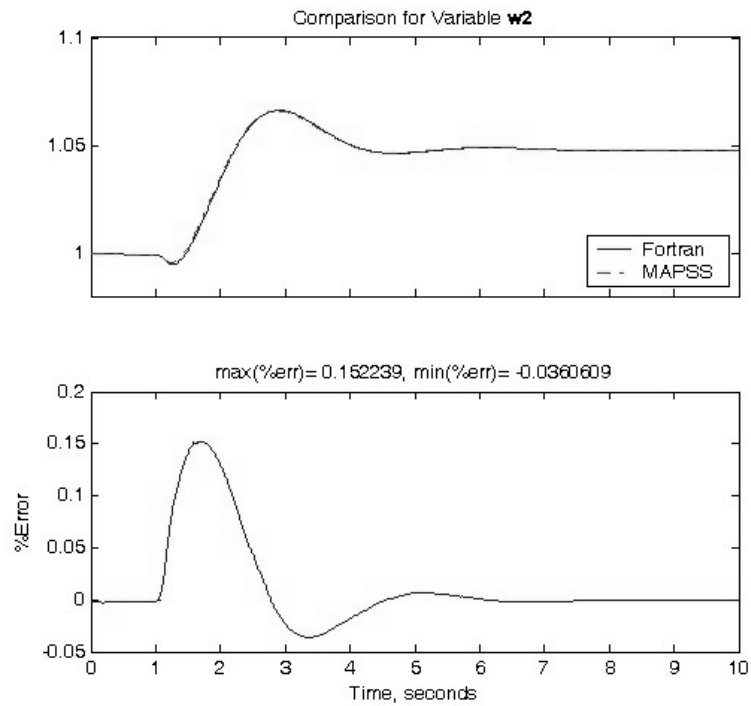 Comparison for Variable w2
1.1
1.05
1
Fortran
MAPSS
max(%err)= 0.152239, min(%err)= -0.0360609
0.2
0.15
0.1
0.05
0
-0.05
%Error
0 1 2 3 4 5 6 7 8 9 10
Time, seconds